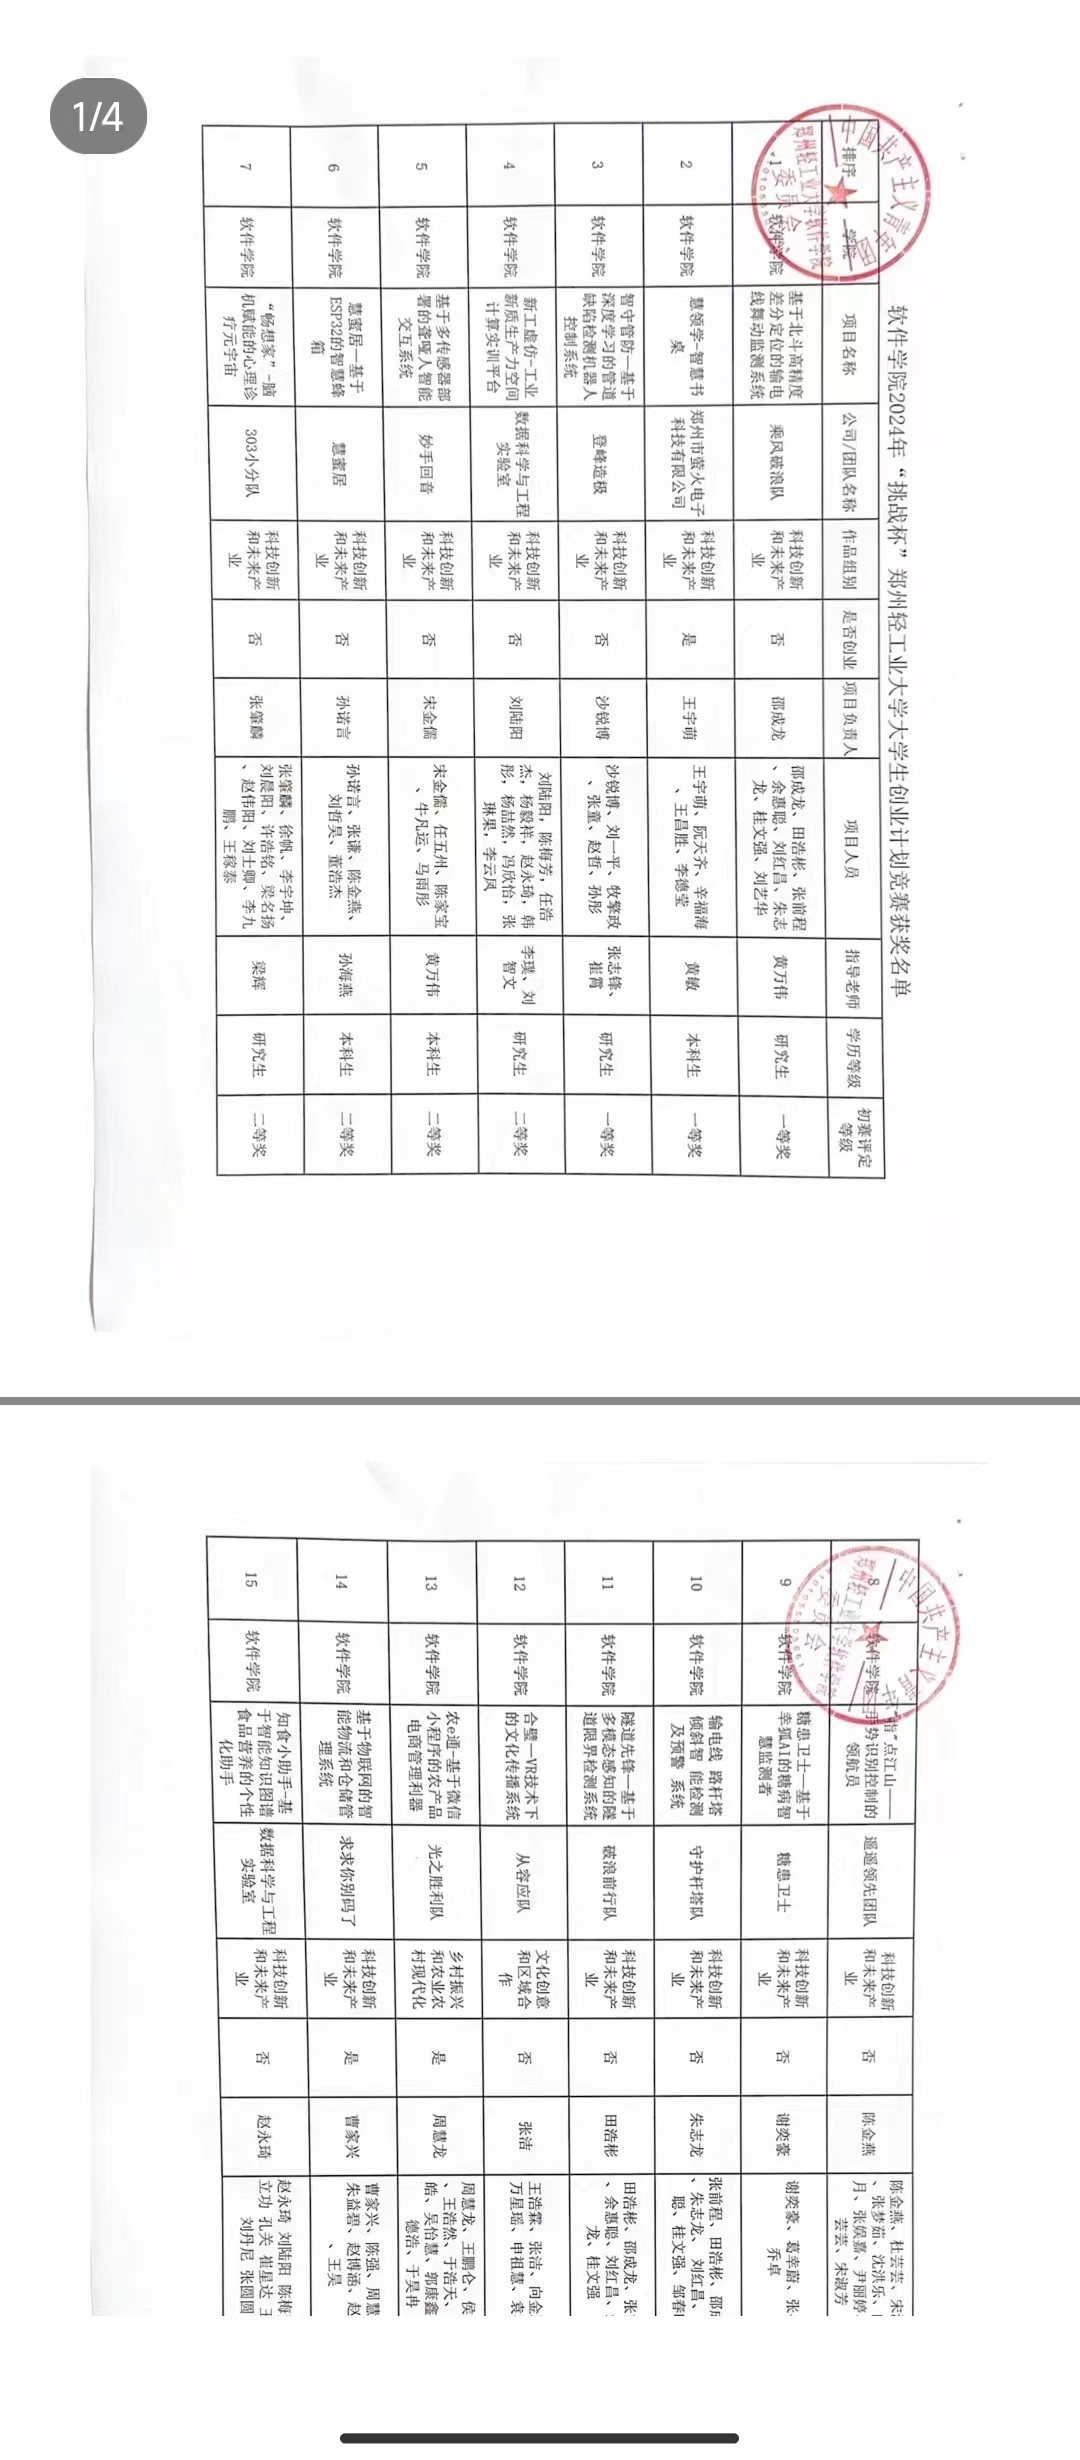 1/4
软件学院2024年“挑战杯”郑州轻工业大学大学生创业计划竞赛获奖名单
排序 学院 项目名称 公司/团队名称 作品组别 是否创业 项目负责人 项目人员 指导老师 学历等级 初赛评定等级
1 软件学院 基于北斗高精度差分定位的输电线舞动监测系统 乘风破浪队 科技创新和未来产业 否 邵成龙 邵成龙、田浩彬、张前程、余惠聪、刘红昌、朱志龙、桂文强、刘艺华 黄万伟 研究生 一等奖
2 软件学院 慧领学-智慧书桌 郑州市萤火电子科技有限公司 科技创新和未来产业 是 王宇萌 王宇萌、阮天齐、辛福海、王昌胜、李德莹 黄敏 本科生 一等奖
3 软件学院 智守管防—基于深度学习的管道缺陷检测机器人控制系统 登峰造极 科技创新和未来产业 否 沙锐博 沙锐博、刘一平、牧擎政、张童、赵哲、孙彤 张志锋、崔霄 研究生 一等奖
4 软件学院 新工虚仿-工业新质生产力空间计算实训平台 数据科学与工程实验室 科技创新和未来产业 否 刘陆阳 刘陆阳，陈梅芳，任浩杰，杨毅祥，赵永琦，韩彤，杨喆然，冯欣怡，张琳果，李云风 李璞、刘智文 研究生 二等奖
5 软件学院 基于多传感器部署的聋哑人智能交互系统 妙手回音 科技创新和未来产业 否 宋金儒 宋金儒、任五州、陈家宝、牛凡运、马雨彤 黄万伟 本科生 二等奖
6 软件学院 慧蜜居—基于ESP32的智慧蜂箱 慧蜜居 科技创新和未来产业 否 孙诺言 孙诺言、张谦、陈金燕、刘哲昊、董浩杰 孙海燕 本科生 二等奖
7 软件学院 “畅想家”-脑机赋能的心理诊疗元宇宙 303小分队 科技创新和未来产业 否 张肇麟 张肇麟、徐帆、李宇坤、刘晨阳、许浩铭、梁名扬、赵伟阳、刘士卿、李九鹏、王稼泰 梁辉 研究生 二等奖
中国共产主义青年团
郑州轻工业大学软件学院
委员会
8 软件学院 “指”点江山——手势识别控制的领航员 遥遥领先团队 科技创新和未来产业 否 陈金燕 陈金燕、杜芸芸、宋、张梦茹、沈洪乐、月、张娱嘉、尹丽婷、芸芸、宋淑芳
9 软件学院 糖患卫士—基于幸狐AI的糖病智慧监测者 糖患卫士 科技创新和未来产业 否 谢奕豪 谢奕豪、葛幸蔚、张、乔卓
10 软件学院 输电线 路杆塔倾斜智 能检测及预警 系统 守护杆塔队 科技创新和未来产业 否 朱志龙 张前程、田浩彬、邵、朱志龙、刘红昌、聪、桂文强、邹春
11 软件学院 隧道先锋—基于多模态感知的隧道限界检测系统 破浪前行队 科技创新和未来产业 否 田浩彬 田浩彬、邵成龙、张、余惠聪、刘红昌、龙、桂文强
12 软件学院 合璧—VR技术下的文化传播系统 从容应队 文化创意和区域合作 否 张洁 王浩霖、张洁、向金、万星瑶、申祖慧、袁
13 软件学院 农e通-基于微信小程序的农产品电商管理利器 光之胜利队 乡村振兴和农业农村现代化 是 周慧龙 周慧龙、王鹏仑、侯、王浩然、于浩天、皓、吴怡慧、郭康鑫、德浩、于昊冉
14 软件学院 基于物联网的智能物流和仓储管理系统 求求你别码了 科技创新和未来产业 是 曹家兴 曹家兴、陈强、周慧、朱益碧、赵博涵、赵、王昊
15 软件学院 知食小助手-基于智能知识图谱食品营养的个性化助手 数据科学与工程实验室 科技创新和未来产业 否 赵永琦 赵永琦 刘陆阳 陈梅 立功 孔关 崔星达 王 刘丹尼 张圆圆